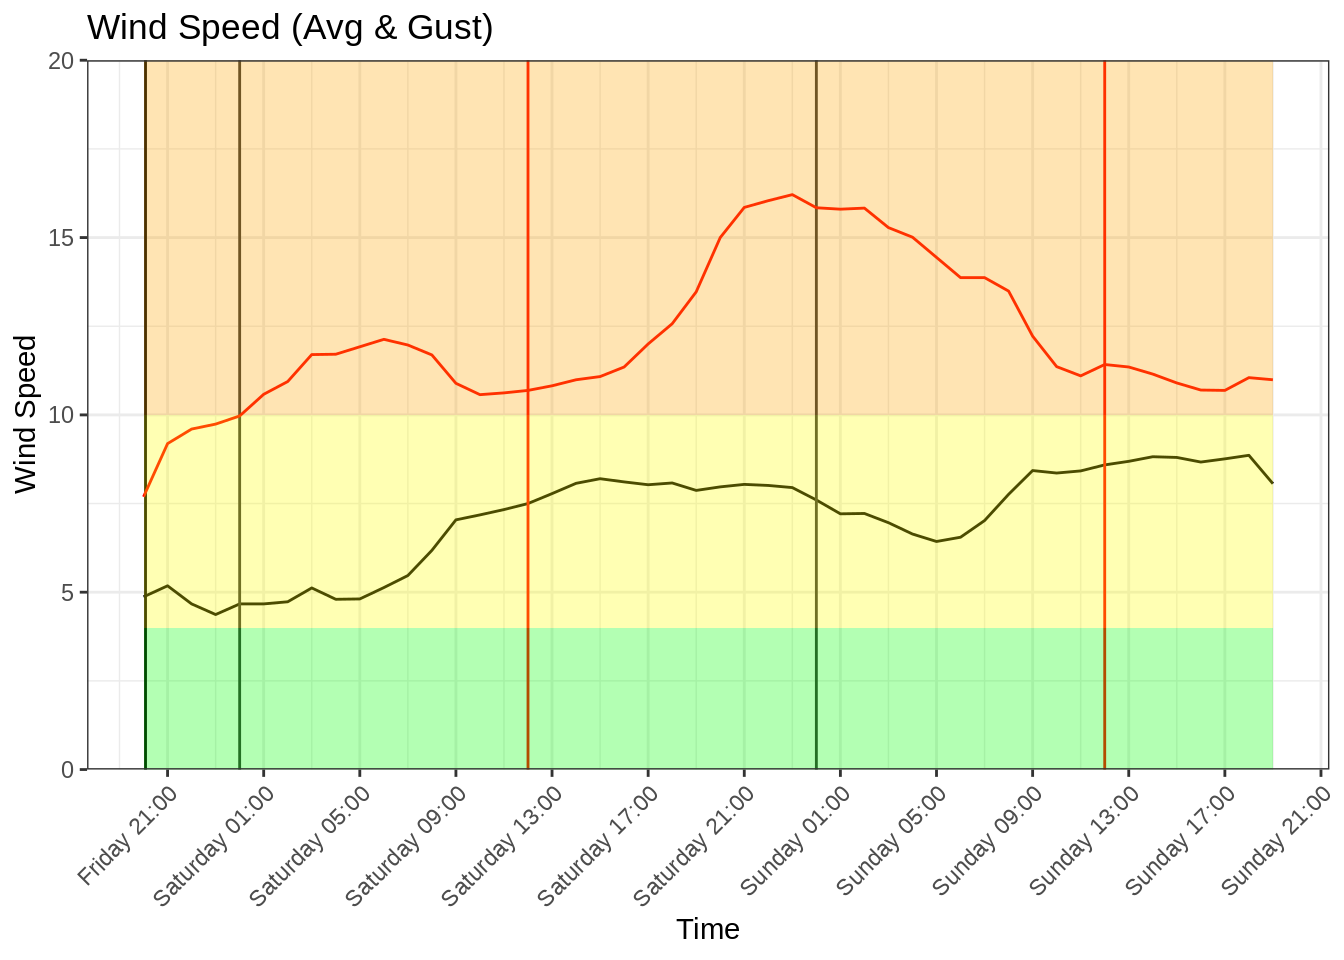 Wind Speed (Avg & Gust)
20
15
10
5
0
Wind Speed
Friday 21:00
Saturday 01:00
Saturday 05:00
Saturday 09:00
Saturday 13:00
Saturday 17:00
Saturday 21:00
Sunday 01:00
Sunday 05:00
Sunday 09:00
Sunday 13:00
Sunday 17:00
Sunday 21:00
Time